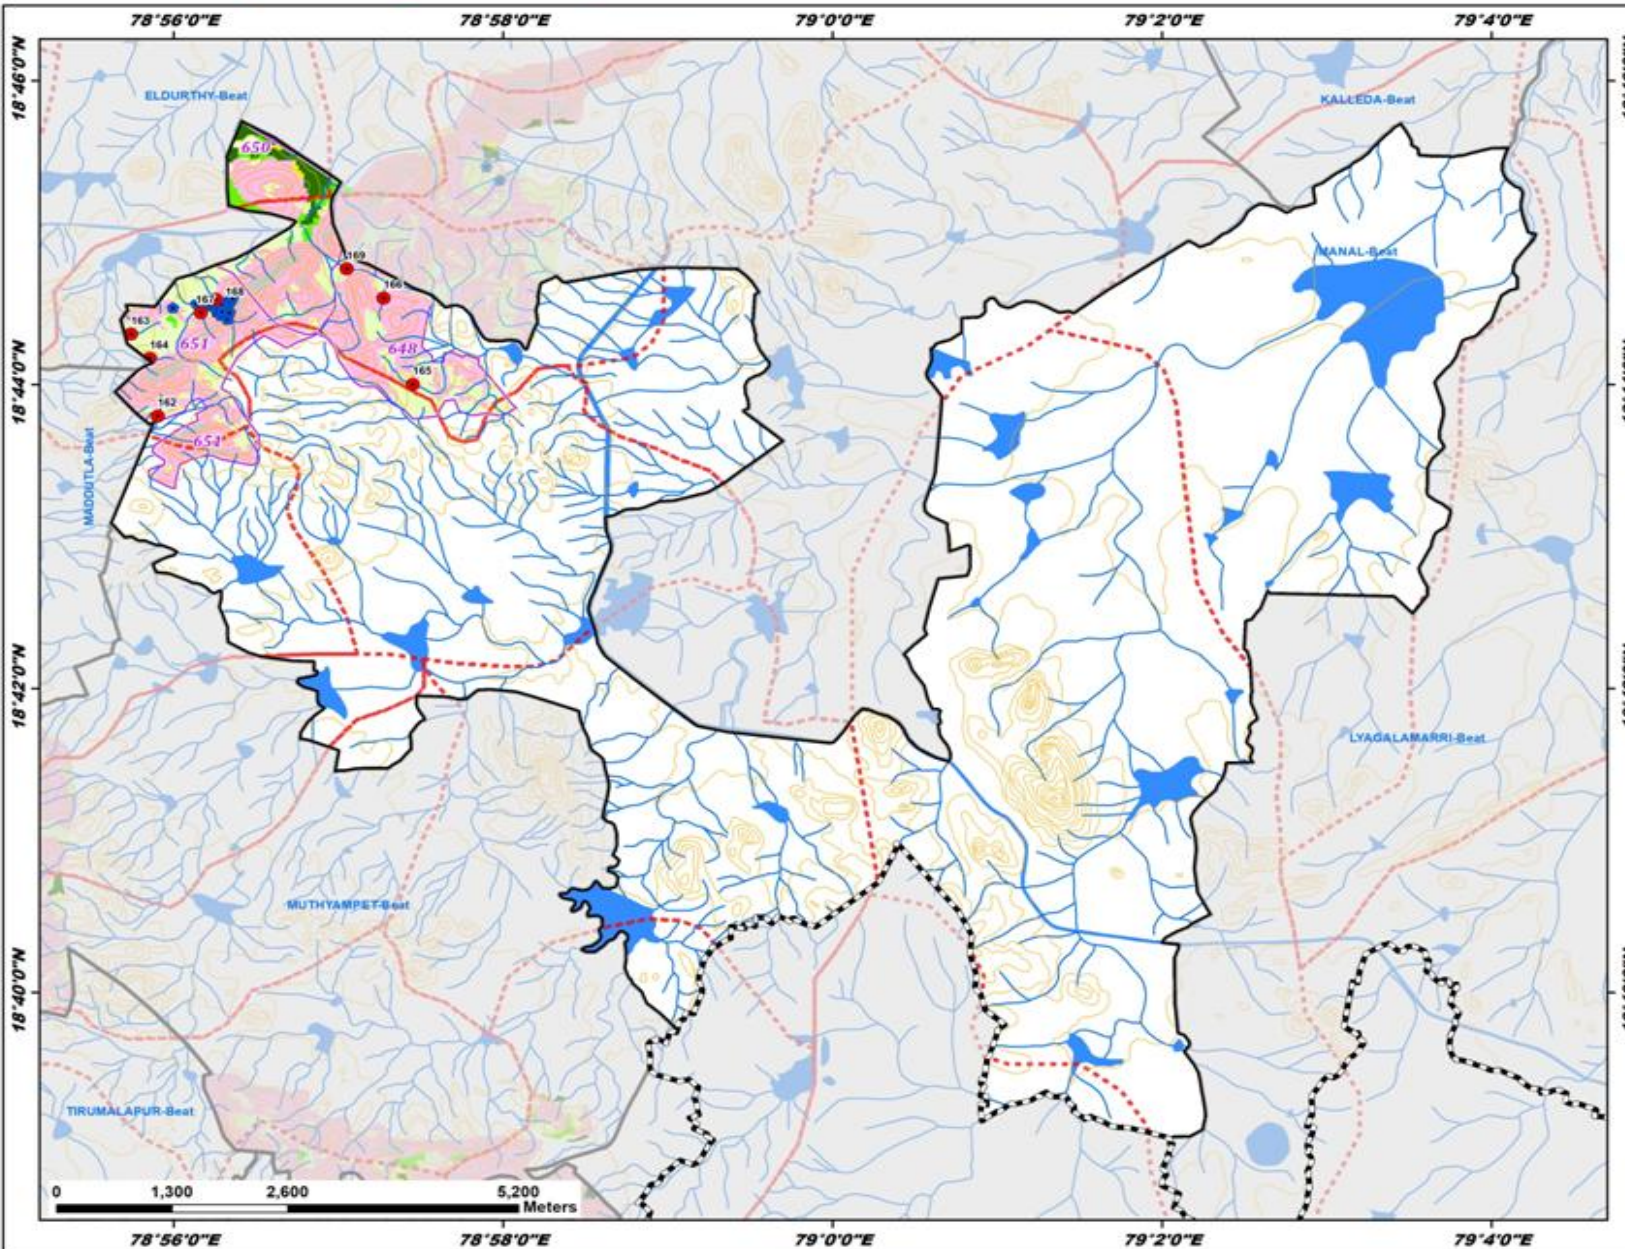 78°56'0"E 78°58'0"E 79°0'0"E 79°2'0"E 79°4'0"E
18°46'0"N
ELDURTHY-Beat
KALLEDA-Beat
650
MANAL-Beat
169
166
168
167
163
651
648
164
18°44'0"N
165
162
651
MADDUTLA-Beat
18°42'0"N
LYAGALAMARRI-Beat
MUTHYAMPET-Beat
18°40'0"N
TIRUMALAPUR-Beat
0 1,300 2,600 5,200
Meters
78°56'0"E 78°58'0"E 79°0'0"E 79°2'0"E 79°4'0"E